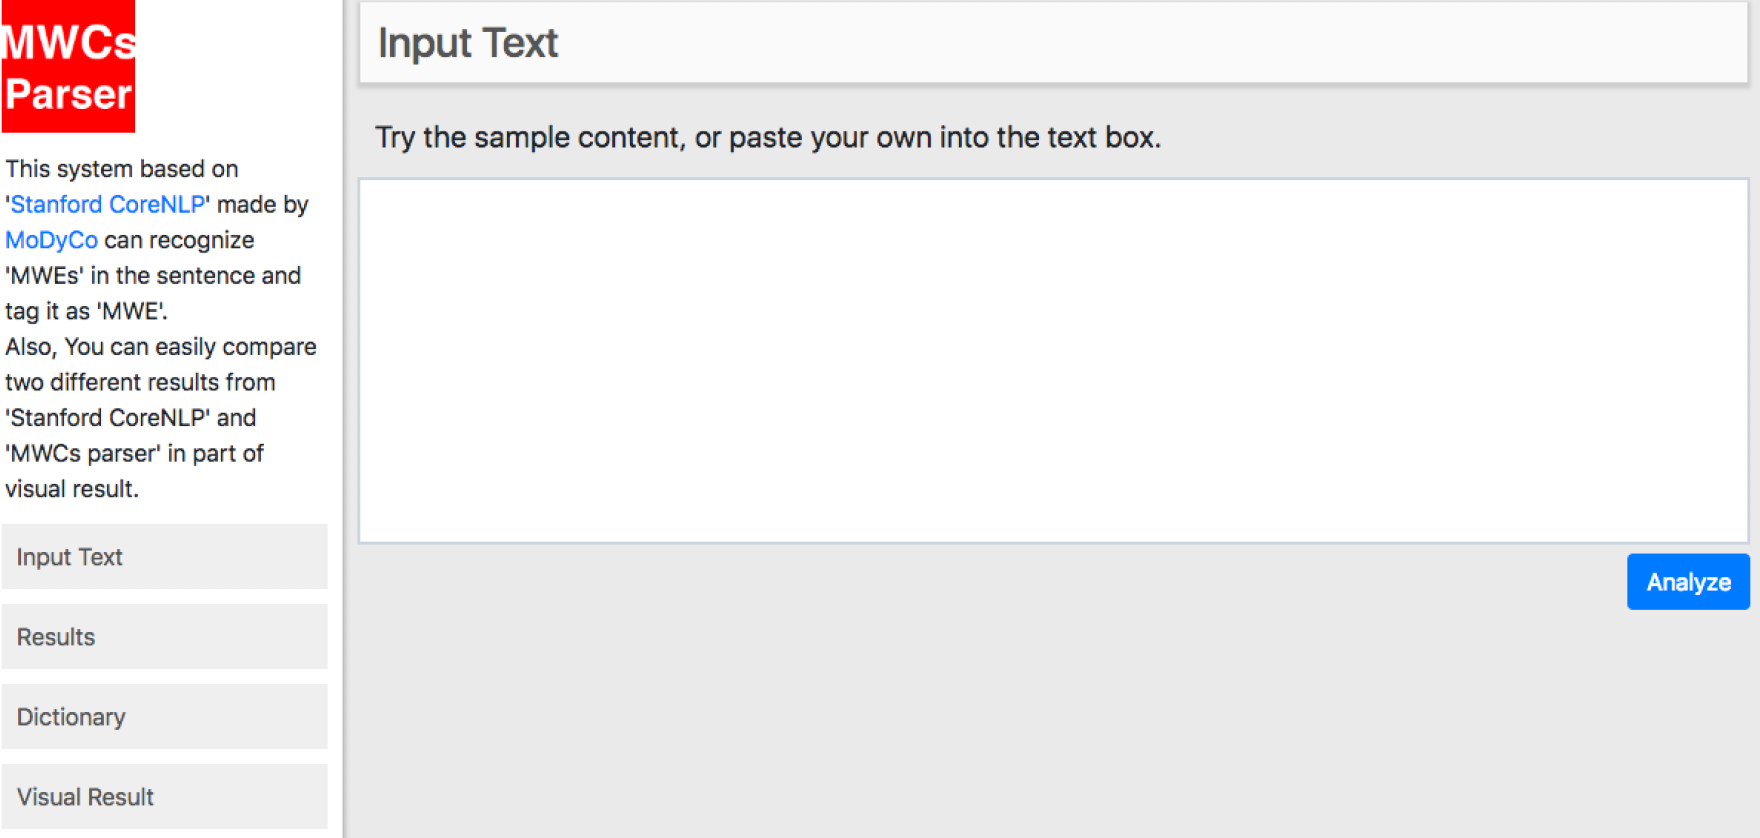 MWCs
Parser
This system based on
'Stanford CoreNLP' made by
MoDyCo can recognize
'MWEs' in the sentence and
tag it as 'MWE'.
Also, You can easily compare
two different results from
'Stanford CoreNLP' and
'MWCs parser' in part of
visual result.
Input Text
Results
Dictionary
Visual Result
Input Text
Try the sample content, or paste your own into the text box.
Analyze